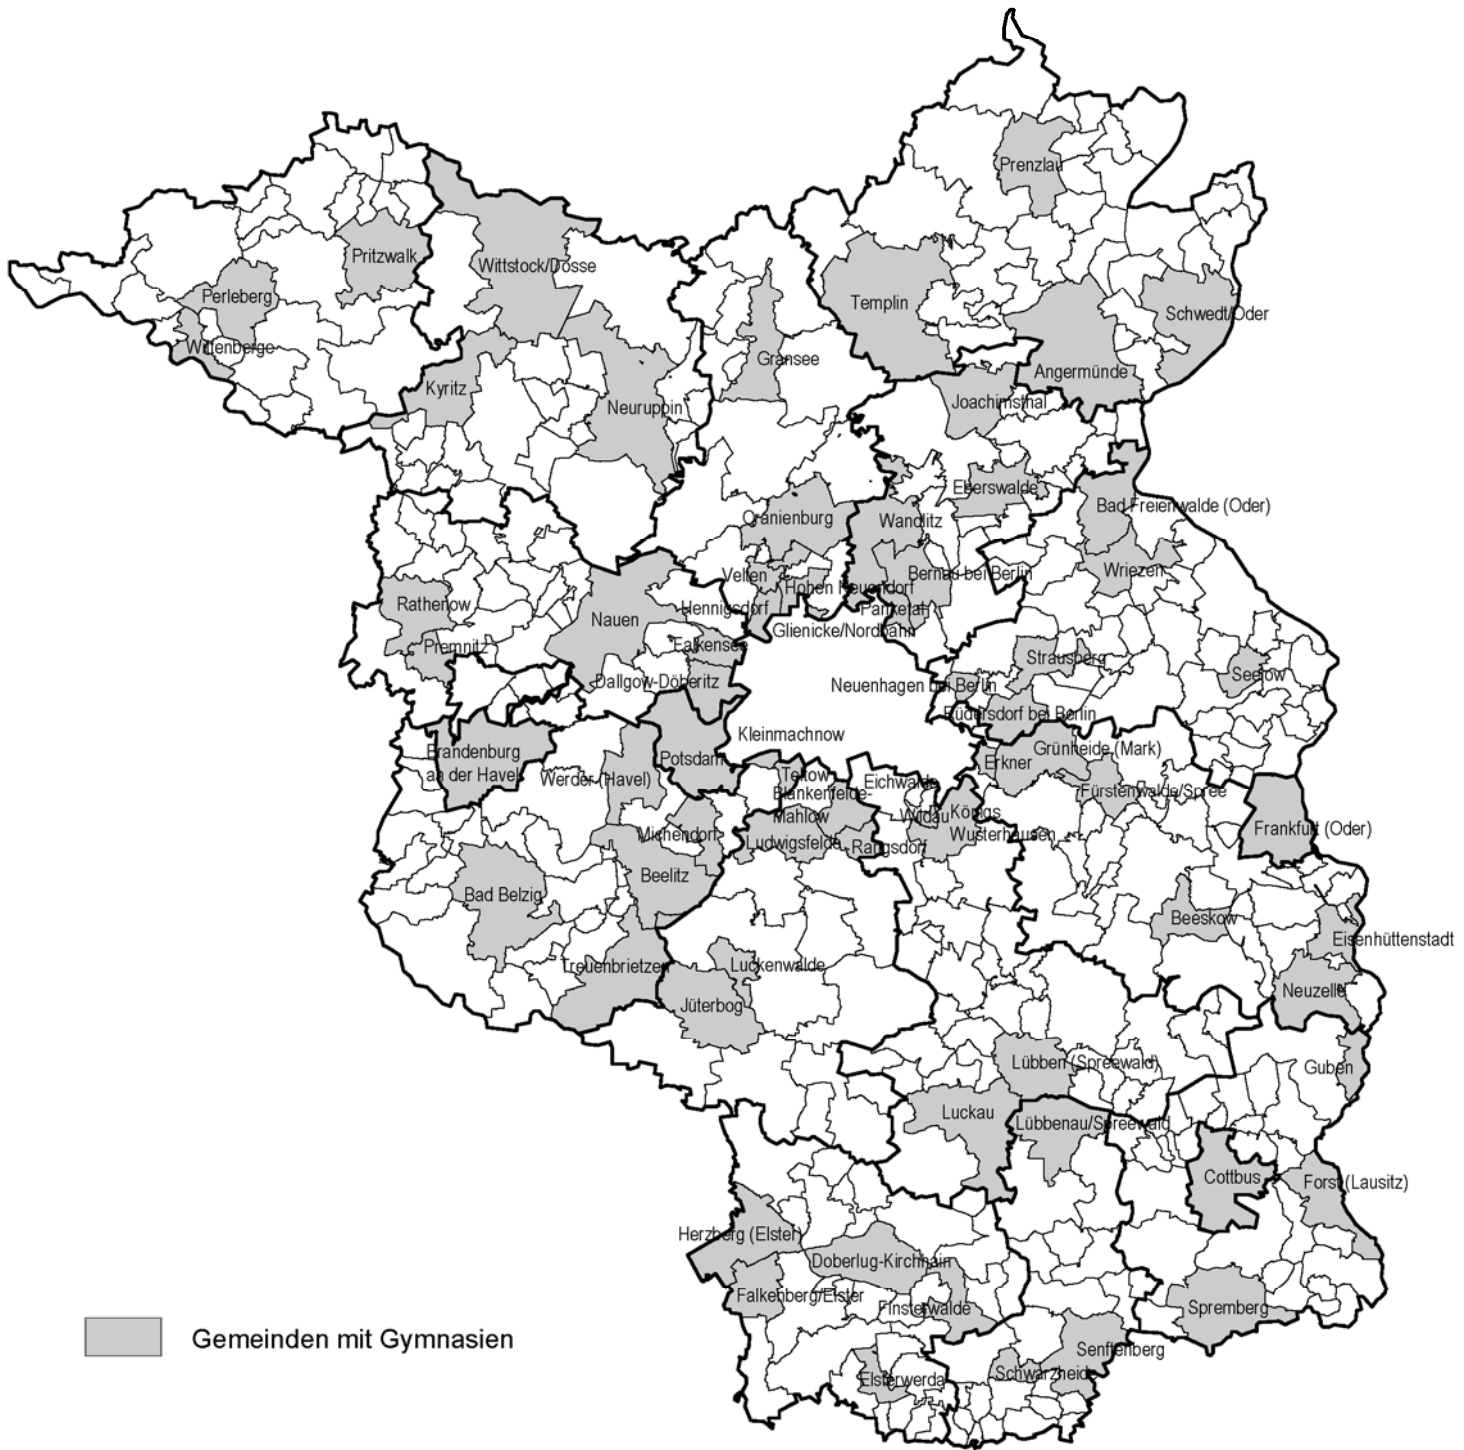 Prenzlau
Pritzwalk
Wittstock/Dosse
Perleberg
Templin
Schwedt/Oder
Wittenberge
Gransee
Angermünde
Kyritz
Joachimsthal
Neuruppin
Eberswalde
Bad Freienwalde (Oder)
Oranienburg
Wandlitz
Velten
Hohen Neuendorf
Bernau bei Berlin
Wriezen
Rathenow
Hennigsdorf
Panketal
Nauen
Glienicke/Nordbahn
Premnitz
Falkensee
Strausberg
Seelow
Dallgow-Döberitz
Neuenhagen bei Berlin
Rüdersdorf bei Berlin
Kleinmachnow
Brandenburg
an der Havel
Potsdam
Grünheide (Mark)
Erkner
Werder (Havel)
Teltow
Eichwalde
Fürstenwalde/Spree
Blankenfelde-
Mahlow
Wildau
Königs
Wusterhausen
Frankfurt (Oder)
Michendorf
Ludwigsfelde
Rangsdorf
Beelitz
Bad Belzig
Beeskow
Eisenhüttenstadt
Treuenbrietzen
Luckenwalde
Neuzelle
Jüterbog
Lübben (Spreewald)
Guben
Luckau
Lübbenau/Spreewald
Cottbus
Forst (Lausitz)
Herzberg (Elster)
Doberlug-Kirchhain
Falkenberg/Elster
Finsterwalde
Spremberg
Gemeinden mit Gymnasien
Senftenberg
Schwarzheide
Elsterwerda